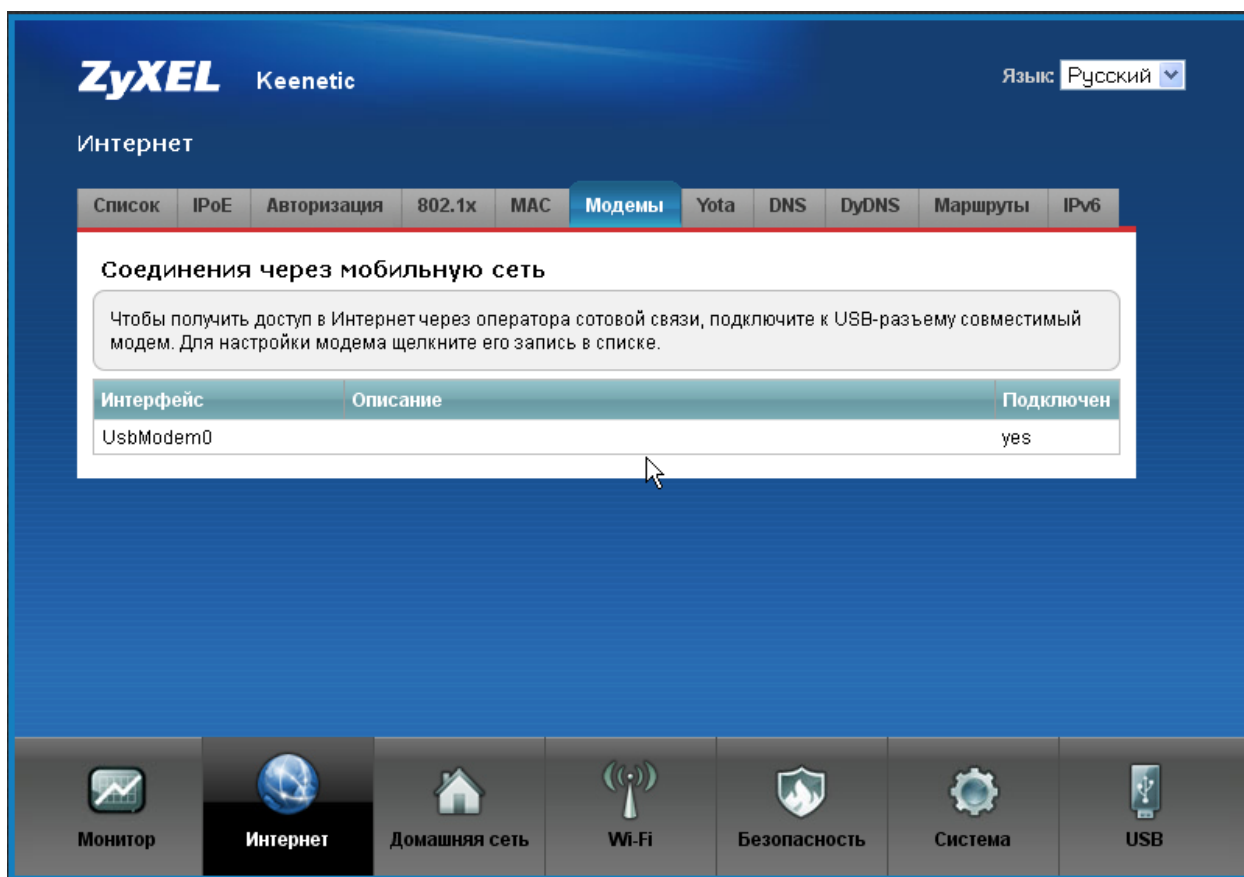 ZyXEL Keenetic
Язык: Русский
Интернет
Список IPoE Авторизация 802.1x MAC Модемы Yota DNS DyDNS Маршруты IPv6
Соединения через мобильную сеть
Чтобы получить доступ в Интернет через оператора сотовой связи, подключите к USB-разъему совместимый
модем. Для настройки модема щелкните его запись в списке.
Интерфейс Описание Подключен
UsbModem0 yes
Монитор Интернет Домашняя сеть Wi-Fi Безопасность Система USB